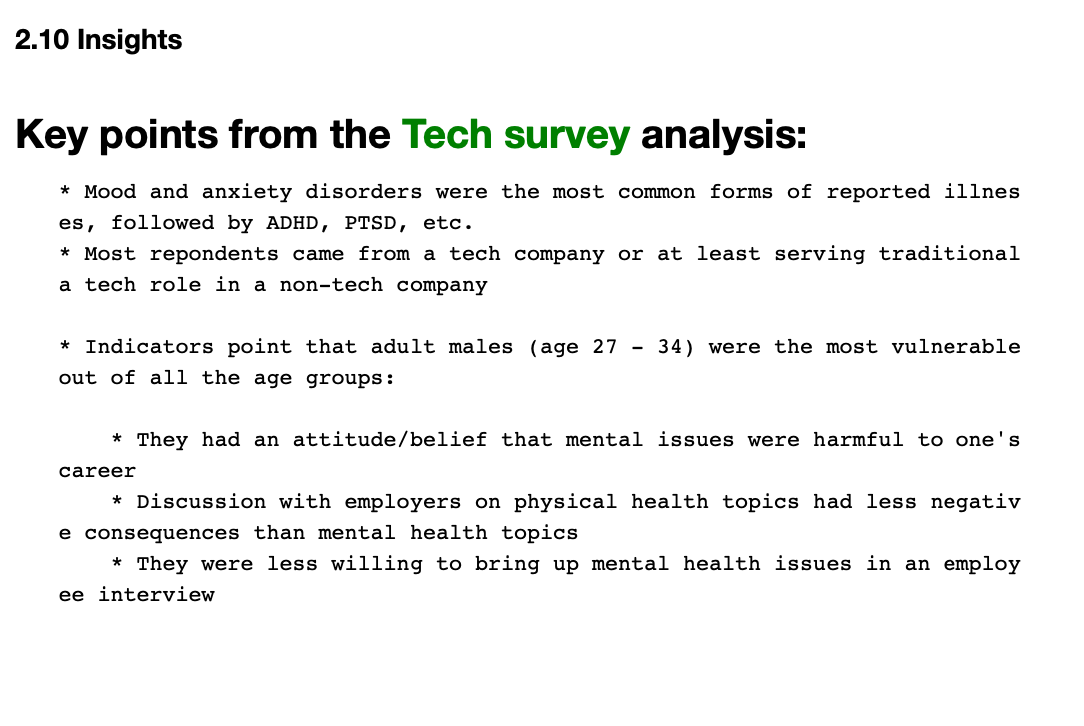 2.10 Insights
Key points from the Tech survey analysis:
* Mood and anxiety disorders were the most common forms of reported illnes
es, followed by ADHD, PTSD, etc.
* Most repondents came from a tech company or at least serving traditional
a tech role in a non-tech company
* Indicators point that adult males (age 27 - 34) were the most vulnerable
out of all the age groups:
* They had an attitude/belief that mental issues were harmful to one's
career
* Discussion with employers on physical health topics had less negativ
e consequences than mental health topics
* They were less willing to bring up mental health issues in an employ
ee interview